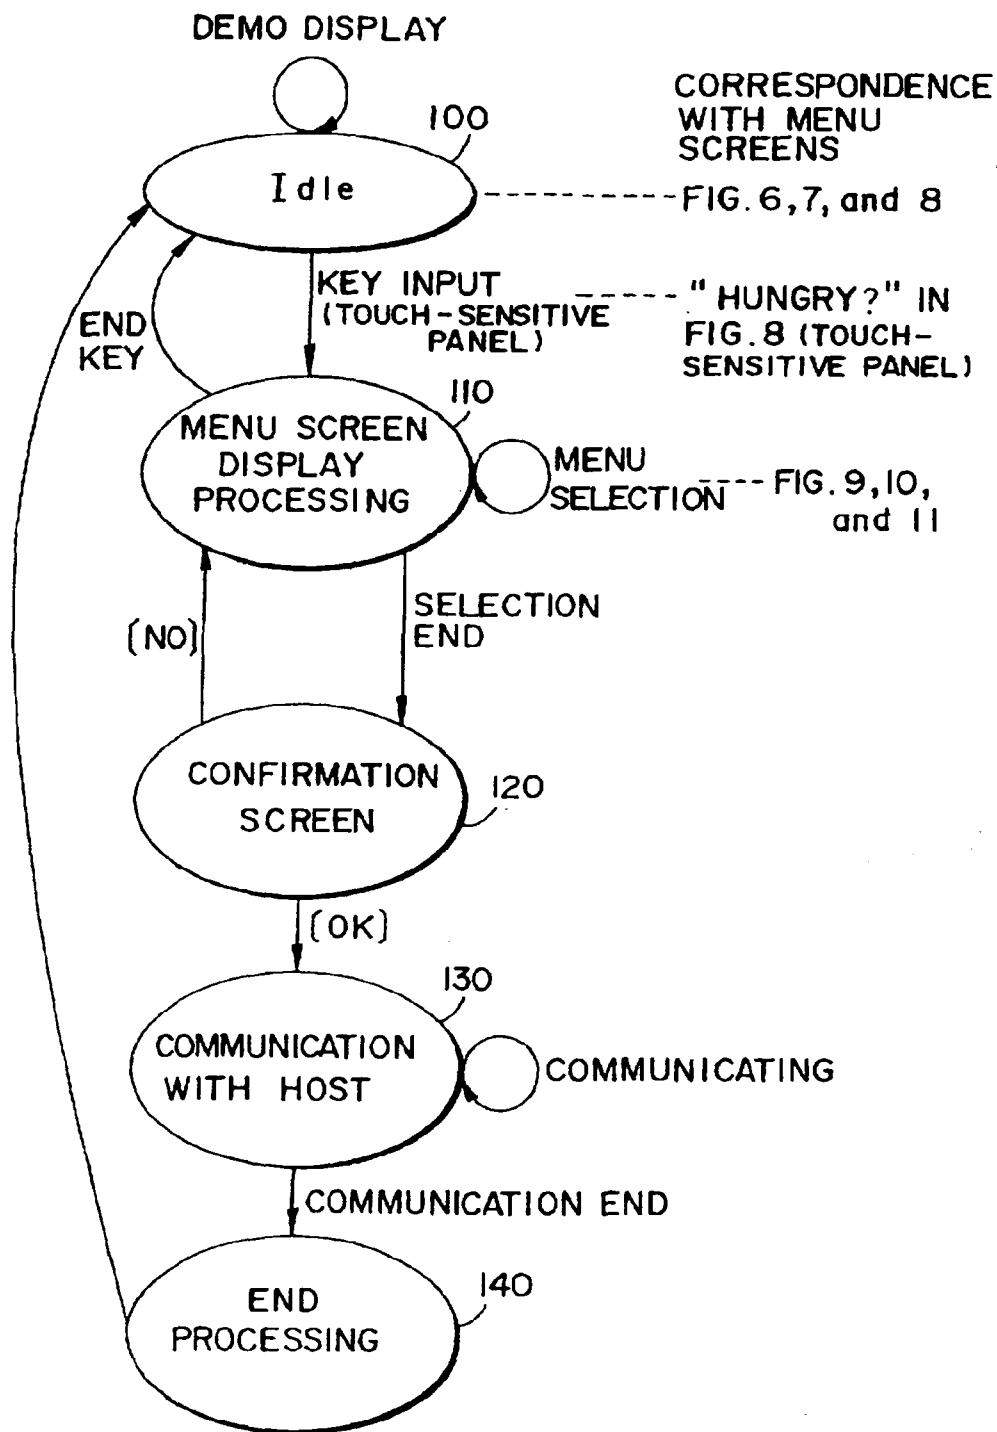 DEMO DISPLAY
CORRESPONDENCE
WITH MENU
SCREENS
100
Idle
FIG. 6, 7, and 8
KEY INPUT
(TOUCH-SENSITIVE
PANEL)
"HUNGRY?" IN
FIG. 8 (TOUCH-
SENSITIVE PANEL)
END
KEY
110
MENU SCREEN
DISPLAY
PROCESSING
MENU
SELECTION
FIG. 9, 10,
and 11
SELECTION
END
[NO]
CONFIRMATION
SCREEN
120
[OK]
130
COMMUNICATION
WITH HOST
COMMUNICATING
COMMUNICATION END
140
END
PROCESSING